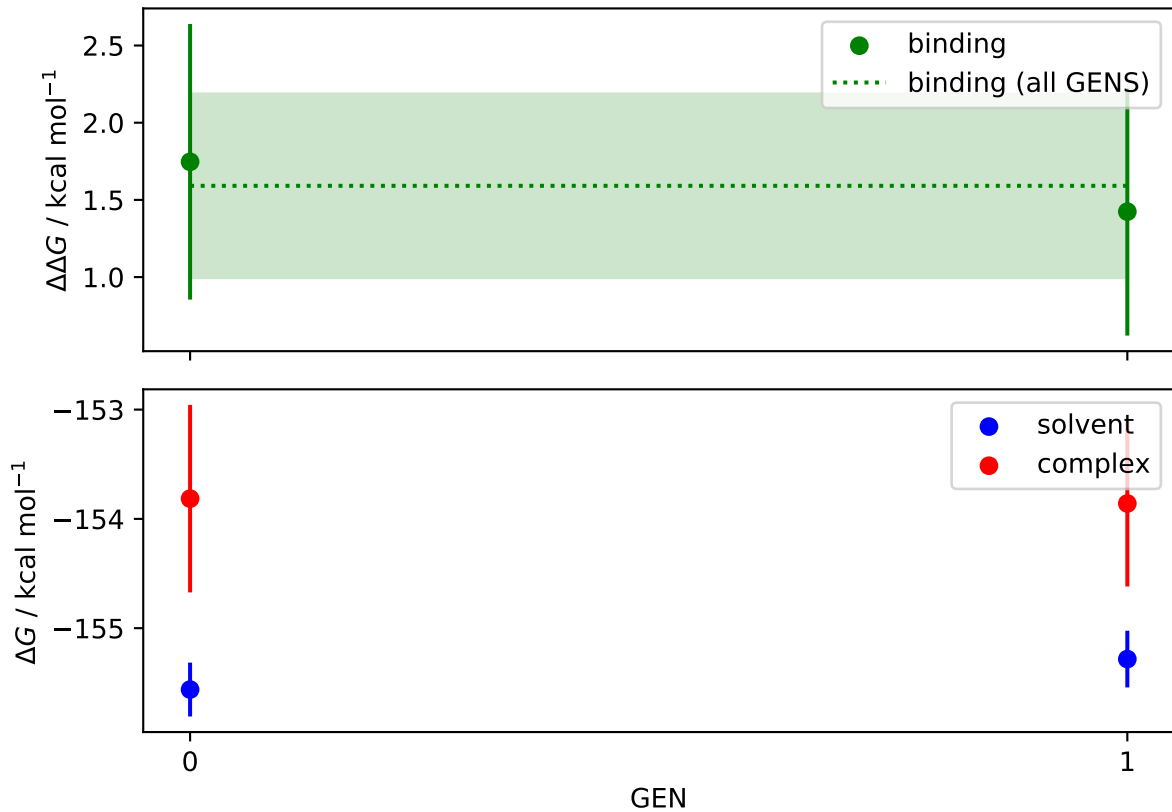 2.5
2.0
1.5
1.0
ΔΔG / kcal mol⁻¹
binding
binding (all GENS)
−153
−154
−155
ΔG / kcal mol⁻¹
solvent
complex
0
1
GEN